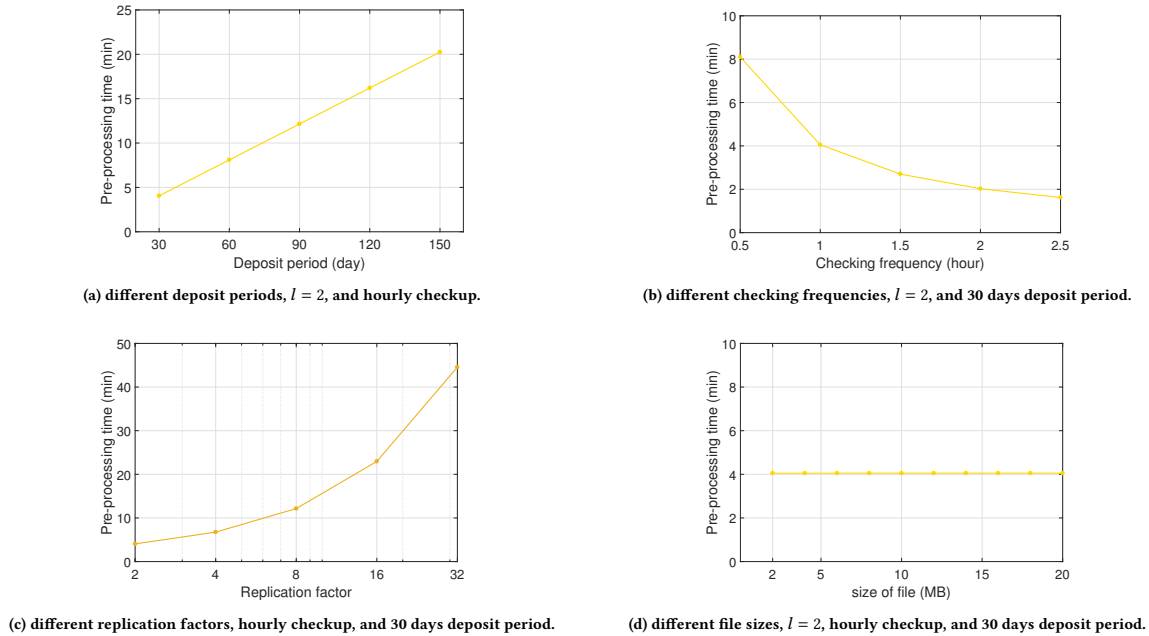 25
20
15
10
5
0
Pre-processing time (min)
30 60 90 120 150
Deposit period (day)
(a) different deposit periods, l = 2, and hourly checkup.
10
8
6
4
2
0
Pre-processing time (min)
0.5 1 1.5 2 2.5
Checking frequency (hour)
(b) different checking frequencies, l = 2, and 30 days deposit period.
50
40
30
20
10
0
Pre-processing time (min)
2 4 8 16 32
Replication factor
(c) different replication factors, hourly checkup, and 30 days deposit period.
10
8
6
4
2
0
Pre-processing time (min)
2 5 10 15 20
size of file (MB)
(d) different file sizes, l = 2, hourly checkup, and 30 days deposit period.